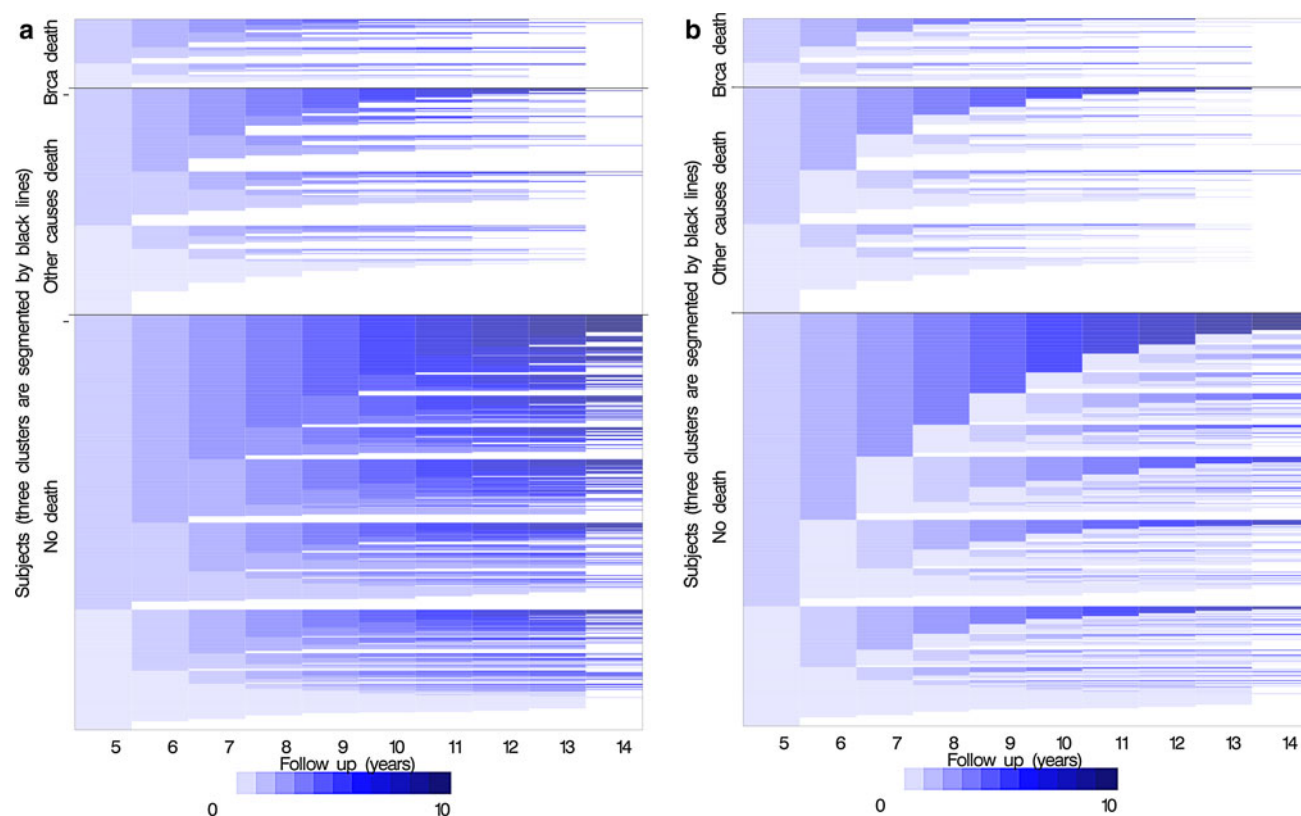 a
Subjects (three clusters are segmented by black lines)
Brca death
Other causes death
No death
5 6 7 8 9 10 11 12 13 14
Follow up (years)
0 10
b
Subjects (three clusters are segmented by black lines)
Brca death
Other causes death
No death
5 6 7 8 9 10 11 12 13 14
Follow up (years)
0 10